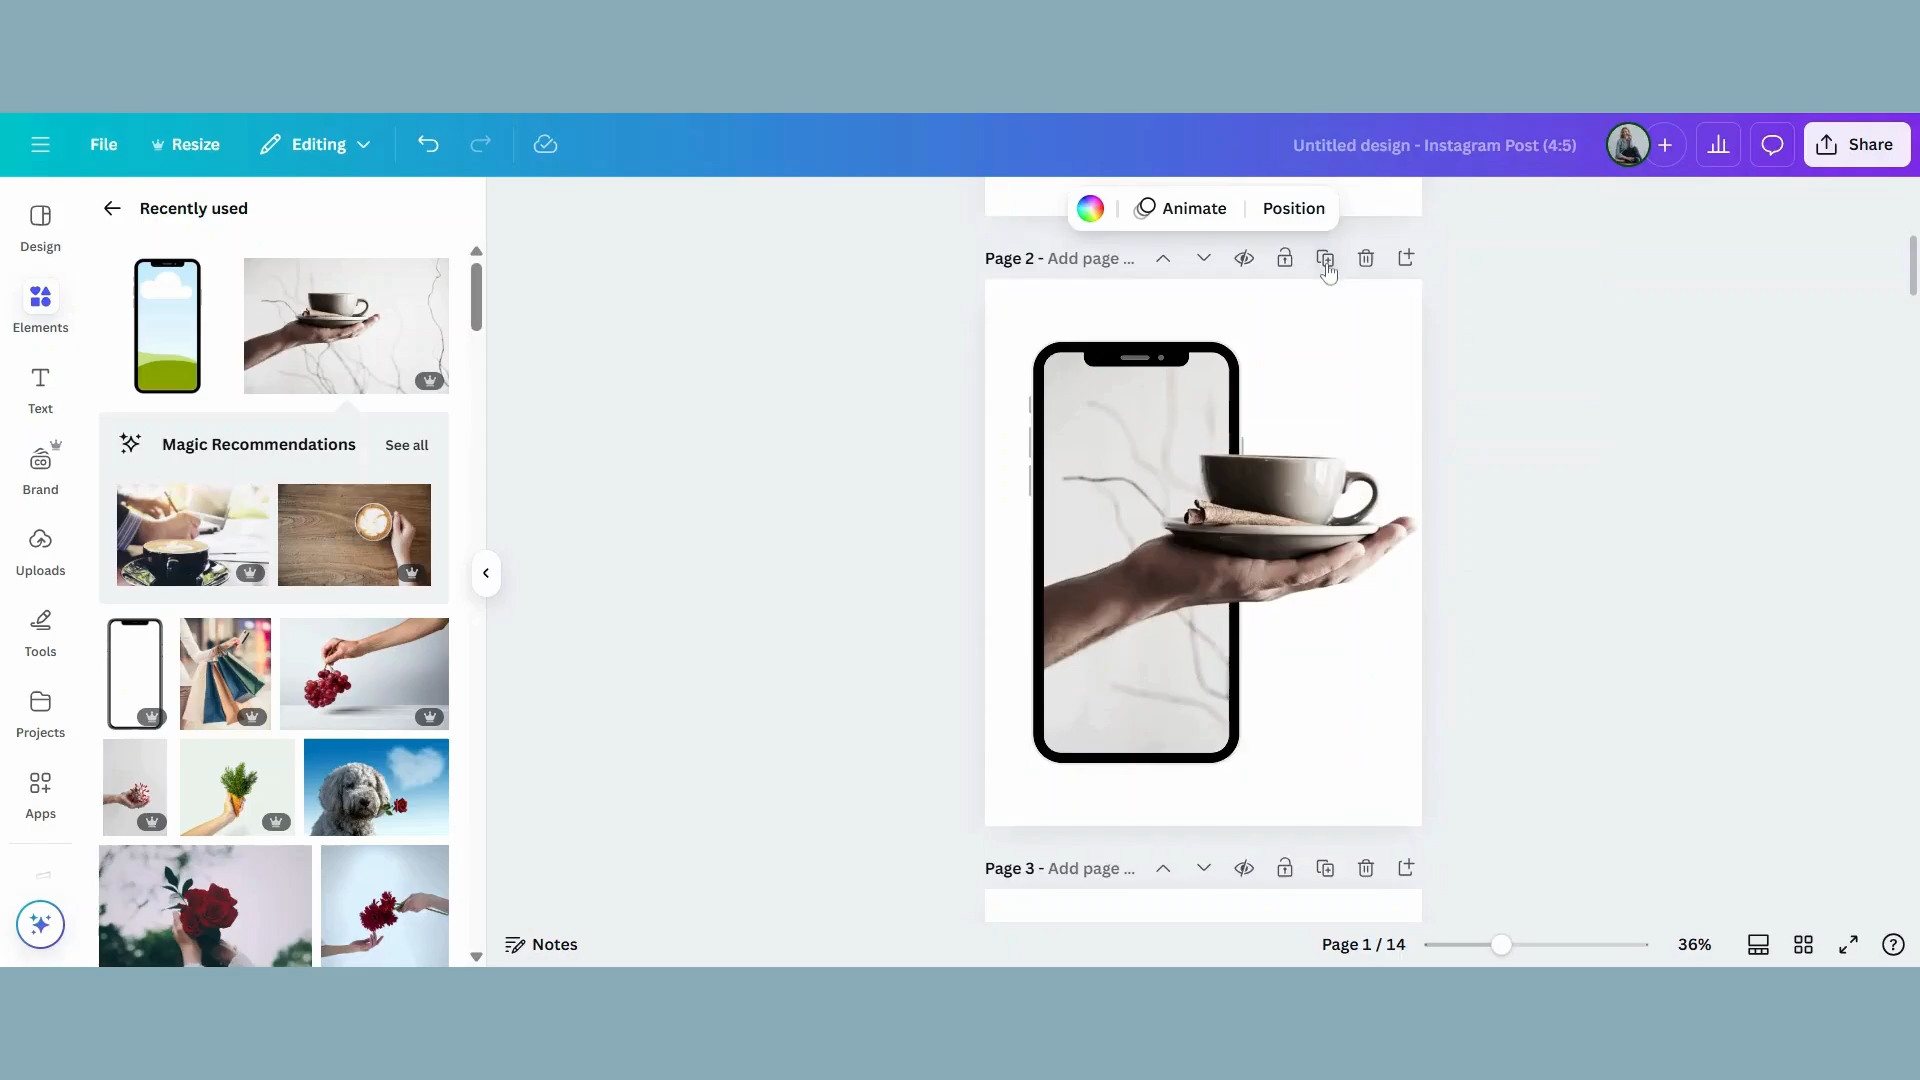 File
Resize
Editing
Untitled design - Instagram Post (4:5)
Share
Design
Elements
Text
Brand
Uploads
Tools
Projects
Apps
Recently used
Magic Recommendations
See all
CO
Animate
Position
Page 2 - Add page ...
Page 3 - Add page ...
Notes
Page 1 / 14
36%